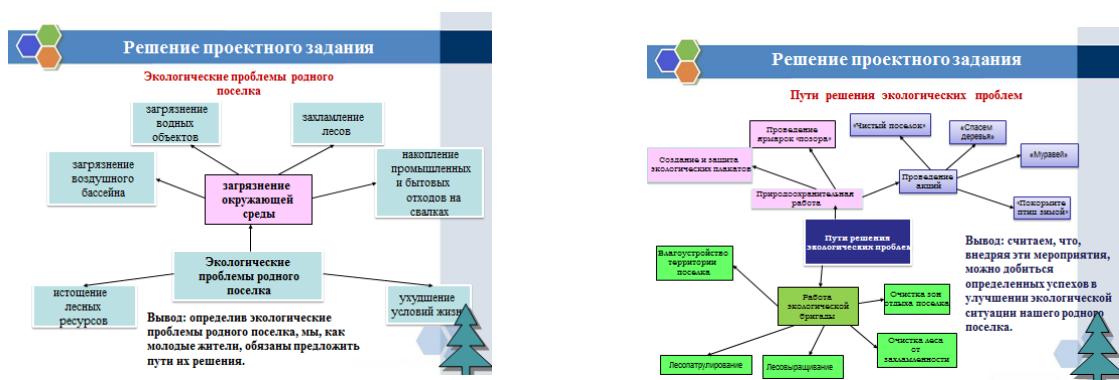 Решение проектного задания
Экологические проблемы родного
поселка
загрязнение
водных
объектов
захламление
лесов
загрязнение
воздушного
бассейна
накопление
промышленных
и бытовых
отходов на
свалках
загрязнение
окружающей
среды
Экологические
проблемы родного
поселка
истощение
лесных
ресурсов
ухудшение
условий жизни
Вывод: определив экологические
проблемы родного поселка, мы, как
молодые жители, обязаны предложить
пути их решения.
Решение проектного задания
Пути решения экологических проблем
Проведение
ярмарок «позора»
«Чистый поселок»
«Спасем
деревья»
«Муравей»
Создание и защита
экологических плакатов
Проведение
акций
Природоохранительная
работа
«Покормите
птиц зимой»
Пути решения
экологических проблем
Благоустройство
территории
поселка
Работа
экологической
бригады
Очистка зон
отдыха поселка
Очистка леса
от
захламленности
Лесопатрулирование
Лесовыращивание
Вывод: считаем, что,
внедряя эти мероприятия,
можно добиться
определенных успехов в
улучшении экологической
ситуации нашего родного
поселка.